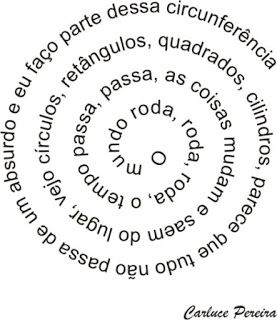 O mundo roda, roda, roda, o tempo passa, passa, as coisas mudam e saem do lugar, vejo círculos, retângulos, quadrados, cilindros, parece que tudo não passa de um absurdo e eu faço parte dessa circunferência
Carluce Pereira